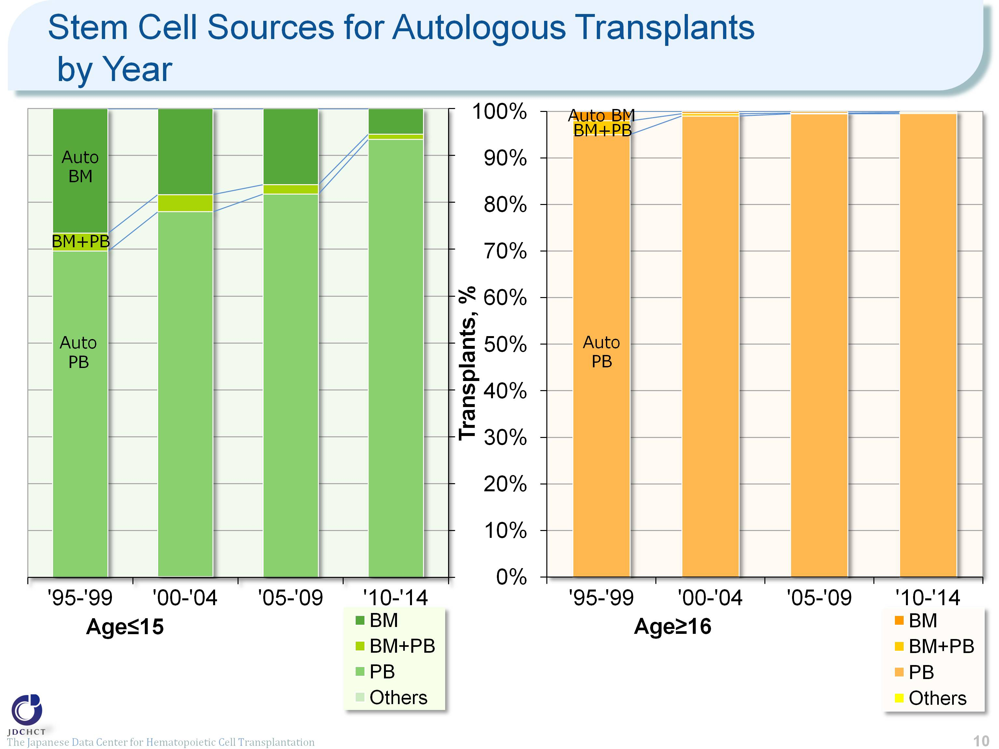 Stem Cell Sources for Autologous Transplants
by Year
Auto
BM
BM+PB
Auto
PB
'95-'99
'00-'04
'05-'09
'10-'14
Age≤15
BM
BM+PB
PB
Others
Transplants, %
100%
90%
80%
70%
60%
50%
40%
30%
20%
10%
0%
Auto BM
BM+PB
Auto
PB
'95-'99
'00-'04
'05-'09
'10-'14
Age≥16
BM
BM+PB
PB
Others
JDCHCT
The Japanese Data Center for Hematopoietic Cell Transplantation
10